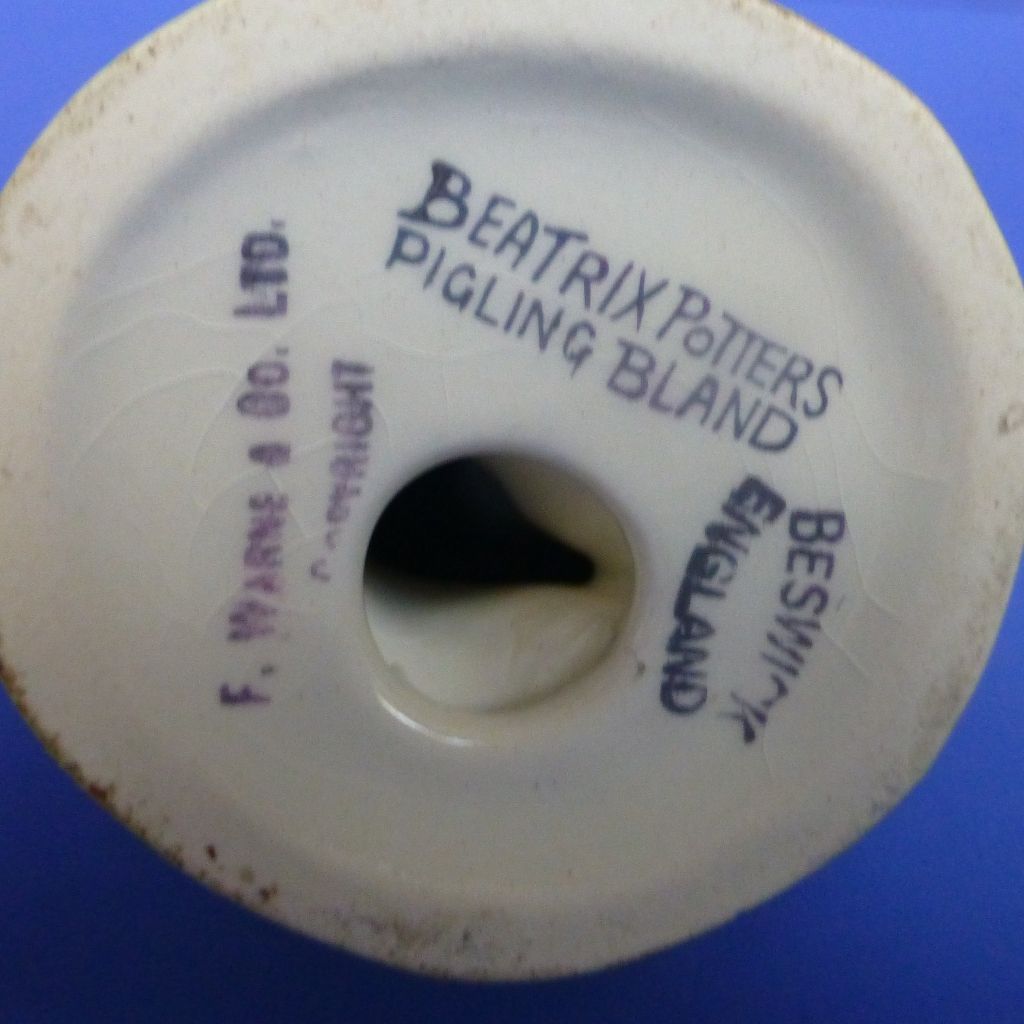 BEATRIX POTTERS
PIGLING BLAND
BESWICK
ENGLAND
F. WARNE & CO. LTD.
COPYRIGHT